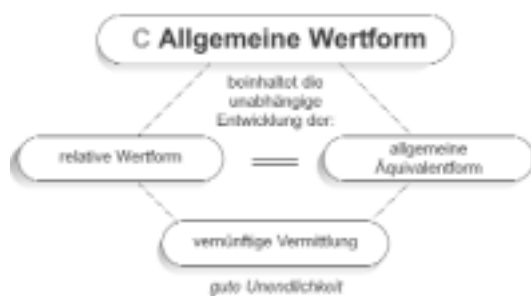 C Allgemeine Wertform
beinhaltet die
unabhängige
Entwicklung der:
relative Wertform
allgemeine
Äquivalentform
vernünftige Vermittlung
gute Unendlichkeit